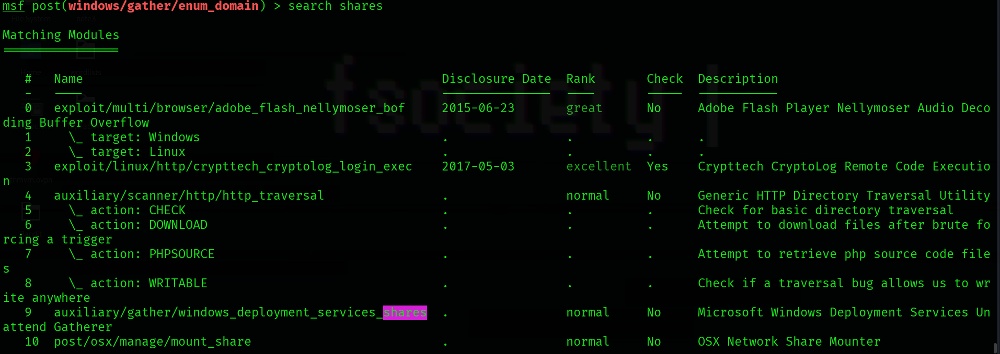 msf post(windows/gather/enum_domain) > search shares
File System note3
Matching Modules
================
Home wordlists
fsociety|
# Name Disclosure Date Rank Check Description
- ---- --------------- ---- ----- -----------
0 exploit/multi/browser/adobe_flash_nellymoser_bof 2015-06-23 great No Adobe Flash Player Nellymoser Audio Deco
ding Buffer Overflow
1 \_ target: Windows . . . .
2 \_ target: Linux . . . .
3 exploit/linux/http/crypttech_cryptolog_login_exec 2017-05-03 excellent Yes Crypttech CryptoLog Remote Code Executio
n
4 auxiliary/scanner/http/http_traversal . normal No Generic HTTP Directory Traversal Utility
5 \_ action: CHECK . . . Check for basic directory traversal
6 \_ action: DOWNLOAD . . . Attempt to download files after brute fo
rcing a trigger
7 \_ action: PHPSOURCE . . . Attempt to retrieve php source code file
s
8 \_ action: WRITABLE . . . Check if a traversal bug allows us to wr
ite anywhere
9 auxiliary/gather/windows_deployment_services_shares . normal No Microsoft Windows Deployment Services Un
attend Gatherer
10 post/osx/manage/mount_share . normal No OSX Network Share Mounter